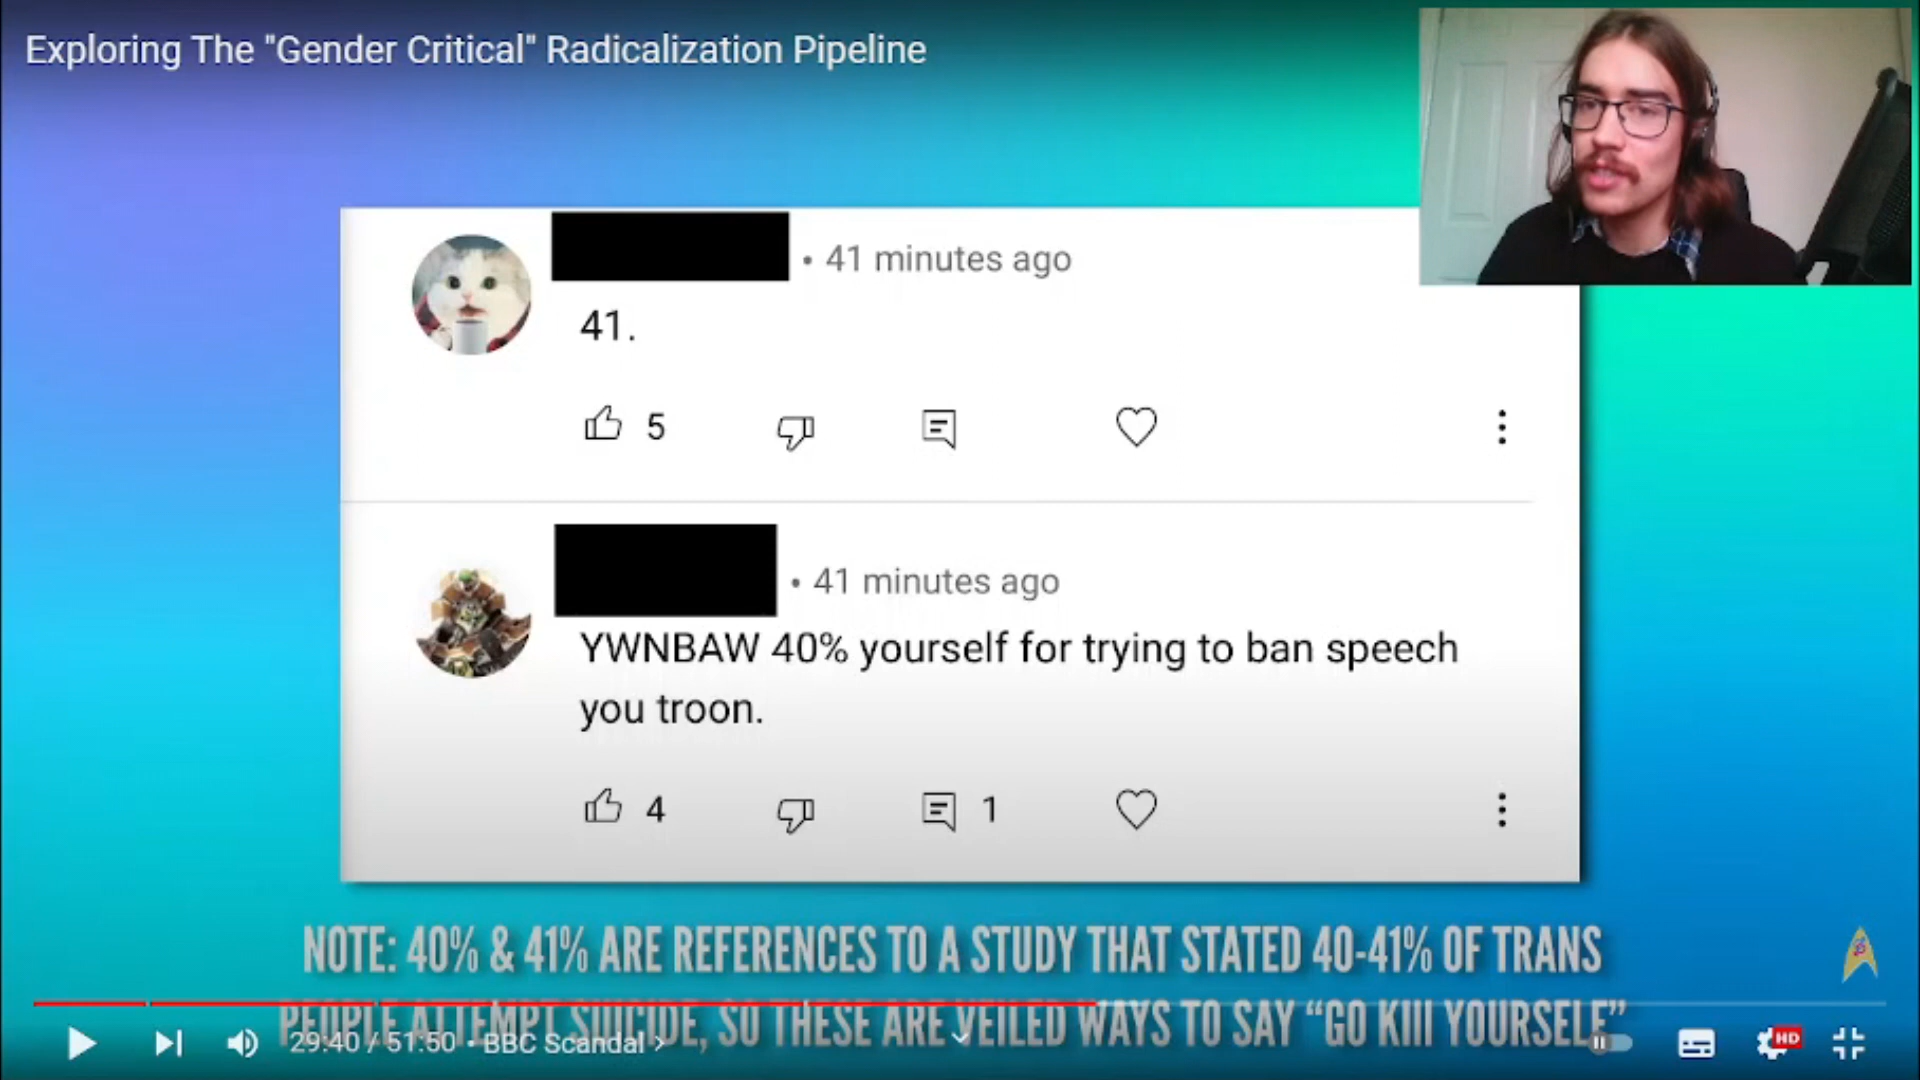 Exploring The "Gender Critical" Radicalization Pipeline
• 41 minutes ago
41.
5
• 41 minutes ago
YWNBAW 40% yourself for trying to ban speech
you troon.
4
1
NOTE: 40% & 41% ARE REFERENCES TO A STUDY THAT STATED 40-41% OF TRANS
PEOPLE ATTEMPT SUICIDE, SO THESE ARE VEILED WAYS TO SAY “GO KIll YOURSELF”
29:40 / 51:50 • BBC Scandal >
HD